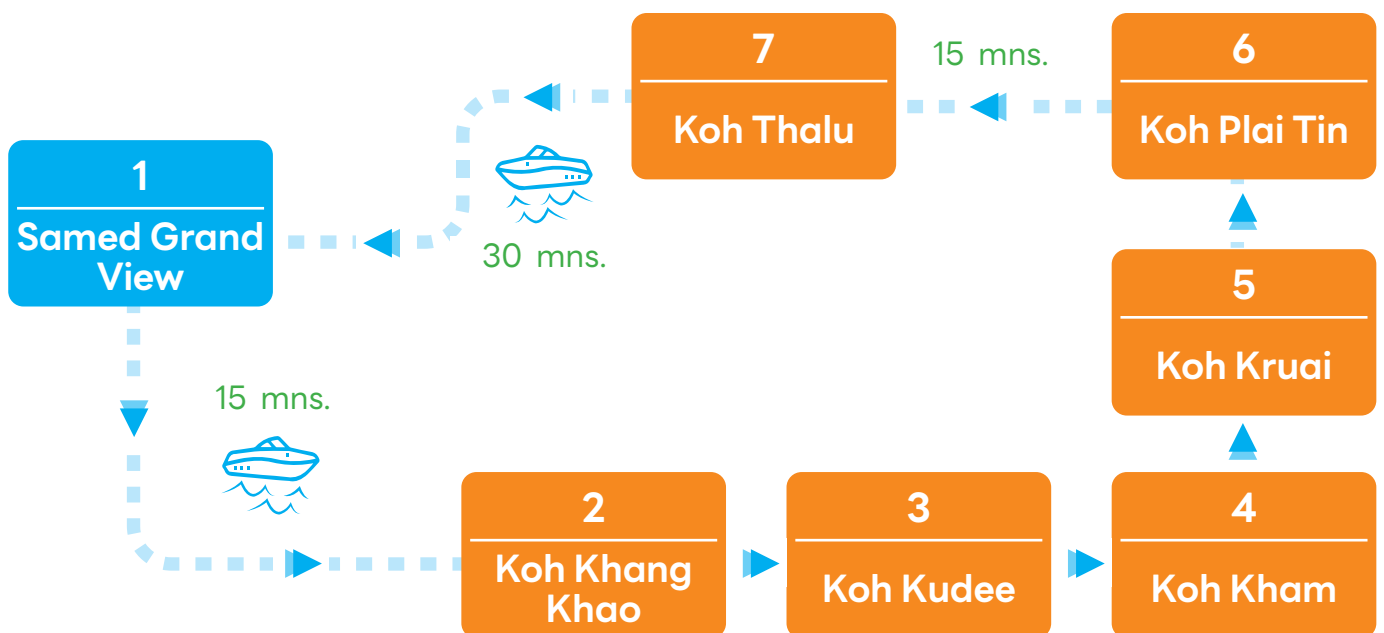 1
Samed Grand
View
15 mns.
2
Koh Khang
Khao
3
Koh Kudee
4
Koh Kham
5
Koh Kruai
6
Koh Plai Tin
15 mns.
7
Koh Thalu
30 mns.